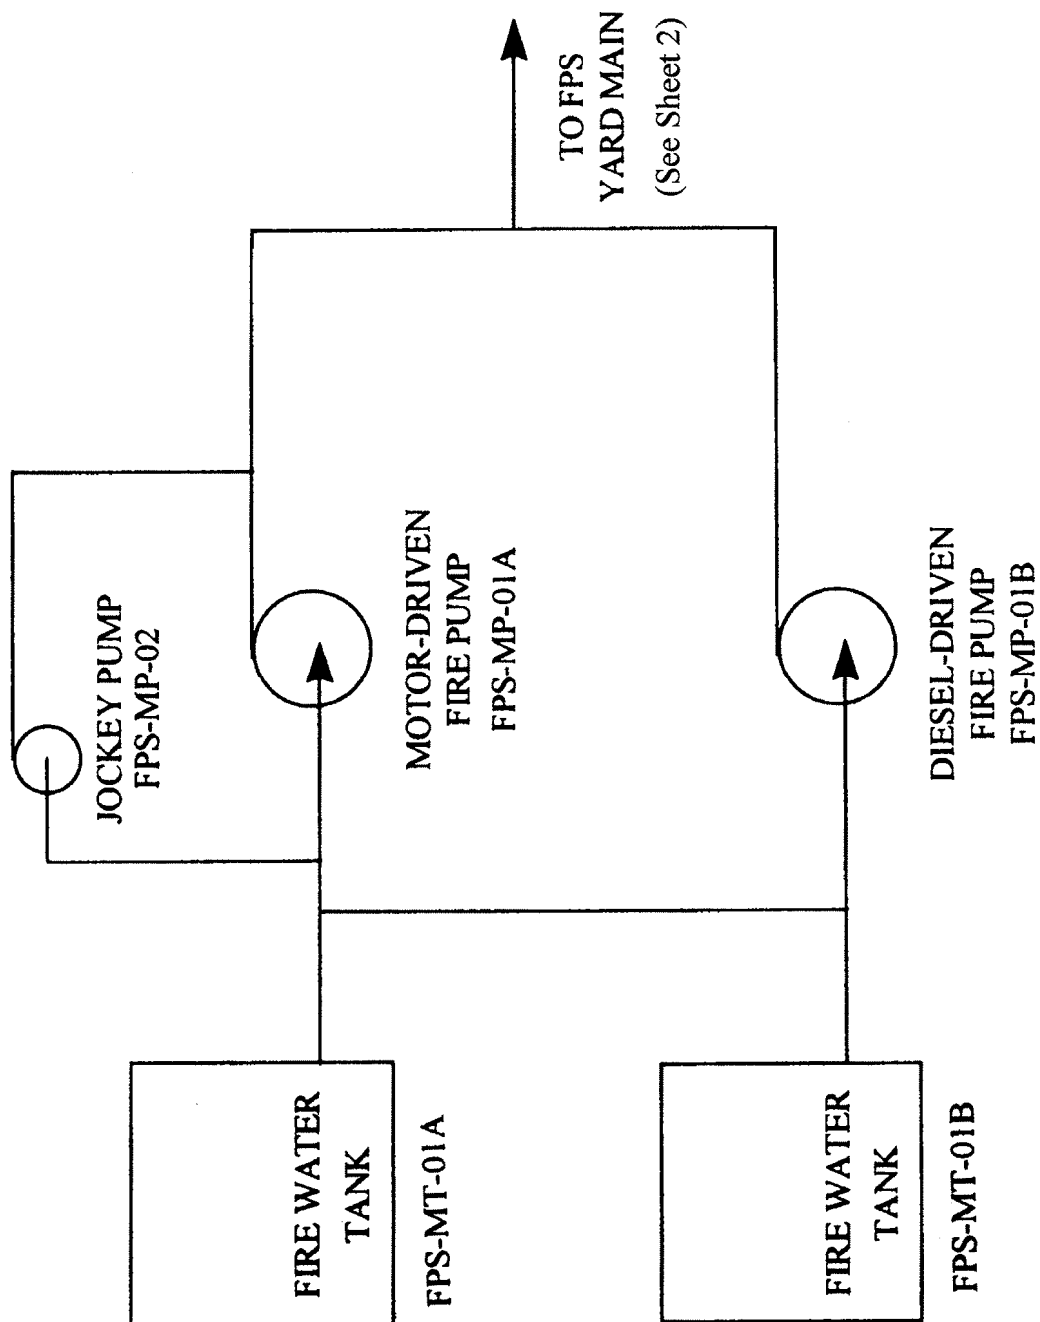 JOCKEY PUMP
FPS-MP-02
TO FPS
YARD MAIN
(See Sheet 2)
MOTOR-DRIVEN
FIRE PUMP
FPS-MP-01A
FIRE WATER
TANK
FPS-MT-01A
DIESEL-DRIVEN
FIRE PUMP
FPS-MP-01B
FIRE WATER
TANK
FPS-MT-01B